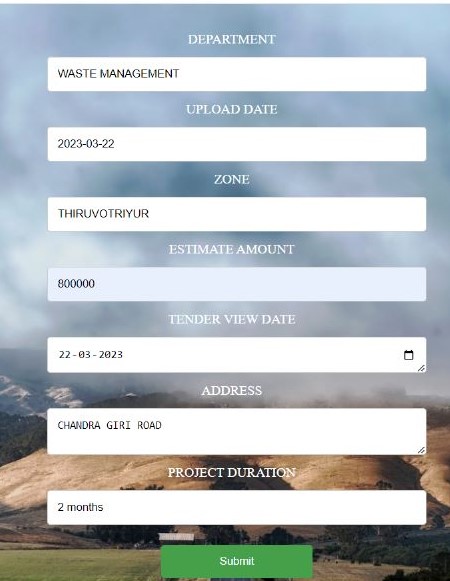 DEPARTMENT
WASTE MANAGEMENT
UPLOAD DATE
2023-03-22
ZONE
THIRUVOTRIYUR
ESTIMATE AMOUNT
800000
TENDER VIEW DATE
22-03-2023
ADDRESS
CHANDRA GIRI ROAD
PROJECT DURATION
2 months
Submit